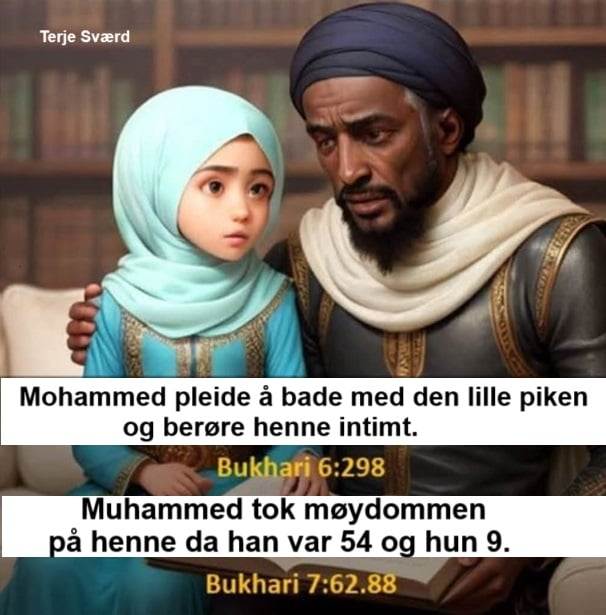 Terje Sværd
Mohammed pleide å bade med den lille piken
og berøre henne intimt.
Bukhari 6:298
Muhammed tok møydommen
på henne da han var 54 og hun 9.
Bukhari 7:62.88